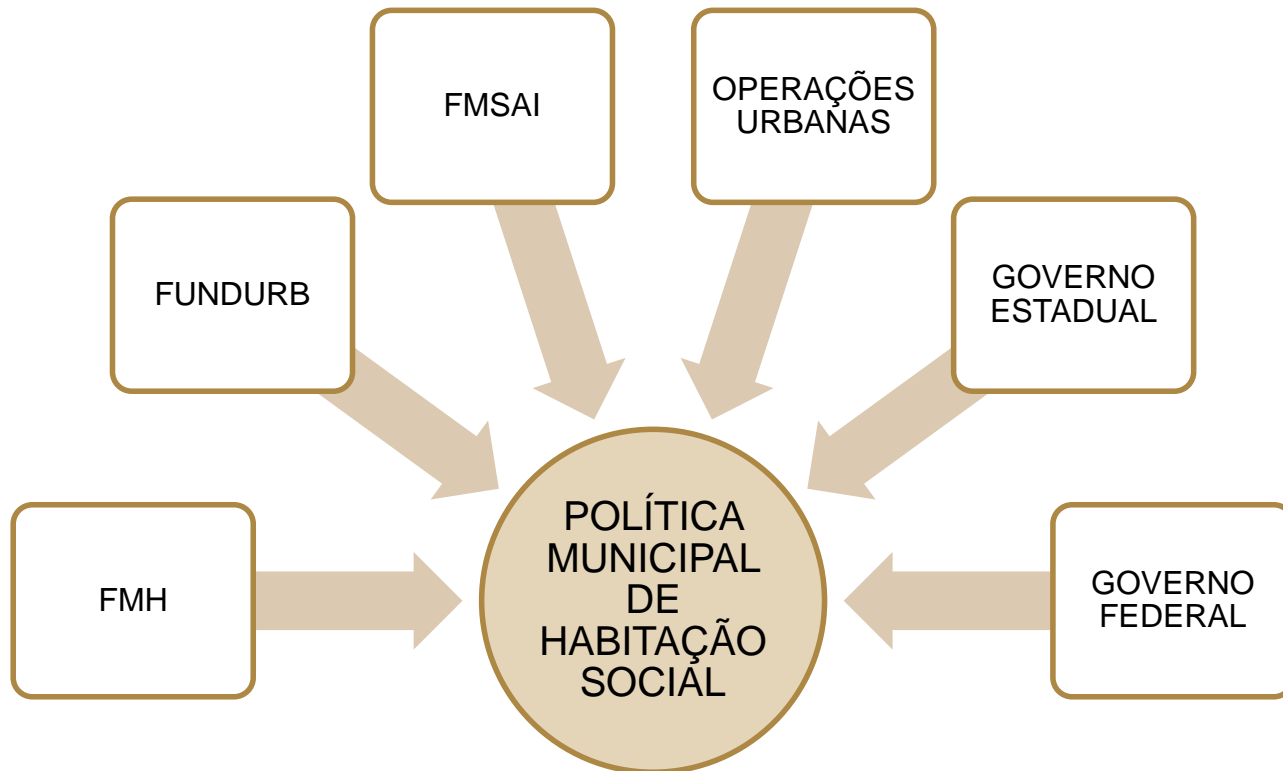 FMSAI
OPERAÇÕES
URBANAS
FUNDURB
GOVERNO
ESTADUAL
FMH
POLÍTICA
MUNICIPAL
DE
HABITAÇÃO
SOCIAL
GOVERNO
FEDERAL